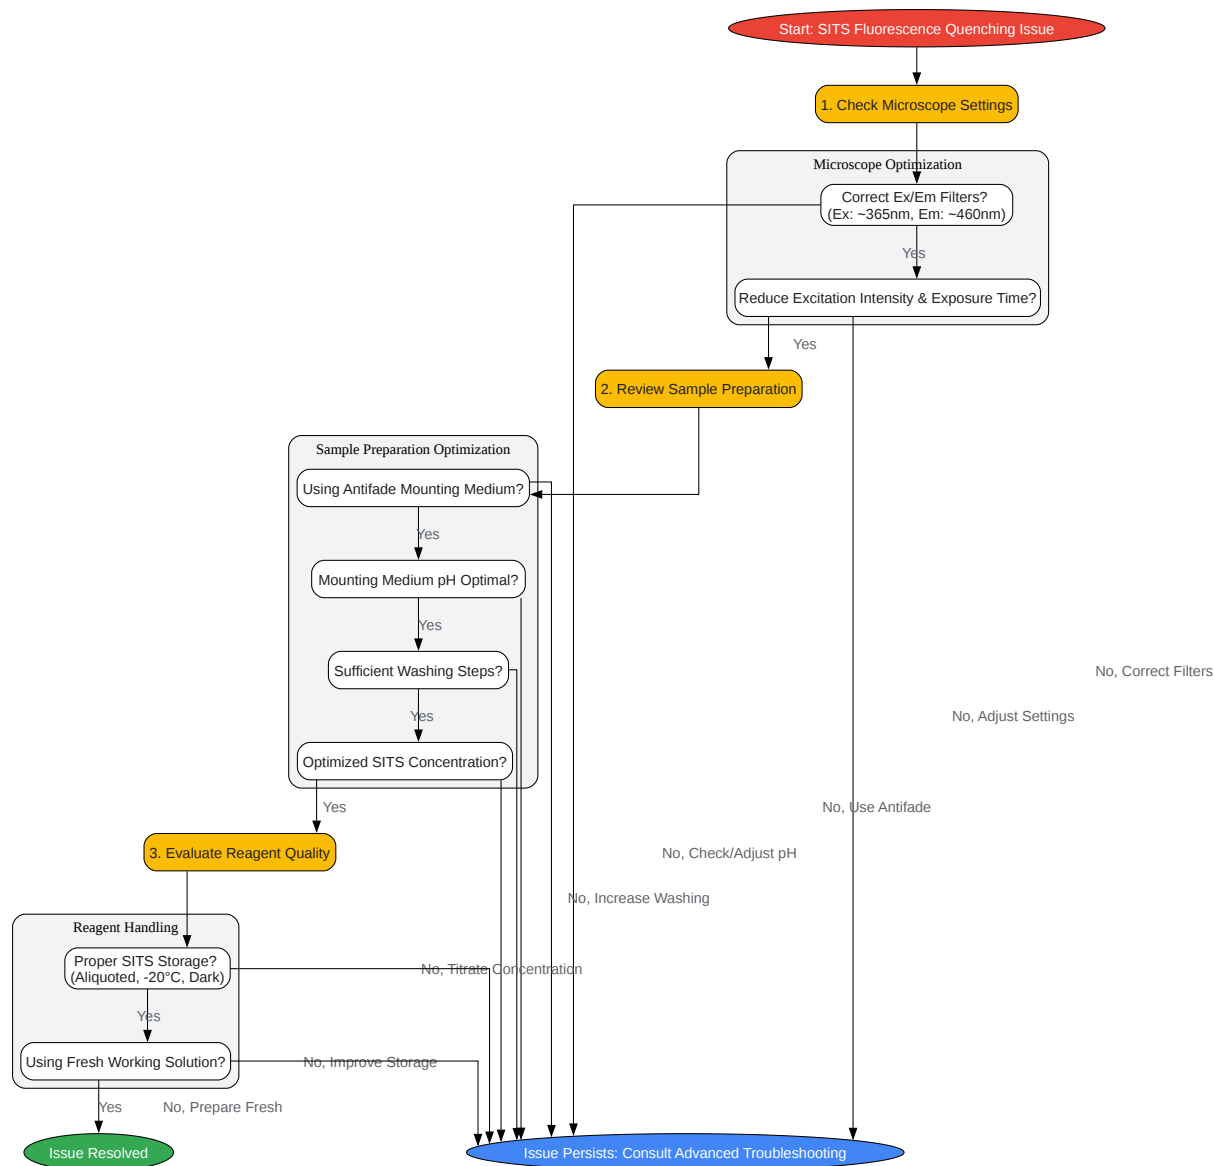 Start: SITS Fluorescence Quenching Issue
1. Check Microscope Settings
Microscope Optimization
Correct Ex/Em Filters?
(Ex: ~365nm, Em: ~460nm)
Yes
Reduce Excitation Intensity & Exposure Time?
Yes
2. Review Sample Preparation
Sample Preparation Optimization
Using Antifade Mounting Medium?
Yes
Mounting Medium pH Optimal?
Yes
Sufficient Washing Steps?
No, Correct Filters
Yes
No, Adjust Settings
Optimized SITS Concentration?
Yes
No, Use Antifade
3. Evaluate Reagent Quality
No, Check/Adjust pH
No, Increase Washing
Reagent Handling
Proper SITS Storage?
(Aliquoted, -20°C, Dark)
No, Titrate Concentration
Yes
Using Fresh Working Solution?
No, Improve Storage
Yes
No, Prepare Fresh
Issue Resolved
Issue Persists: Consult Advanced Troubleshooting